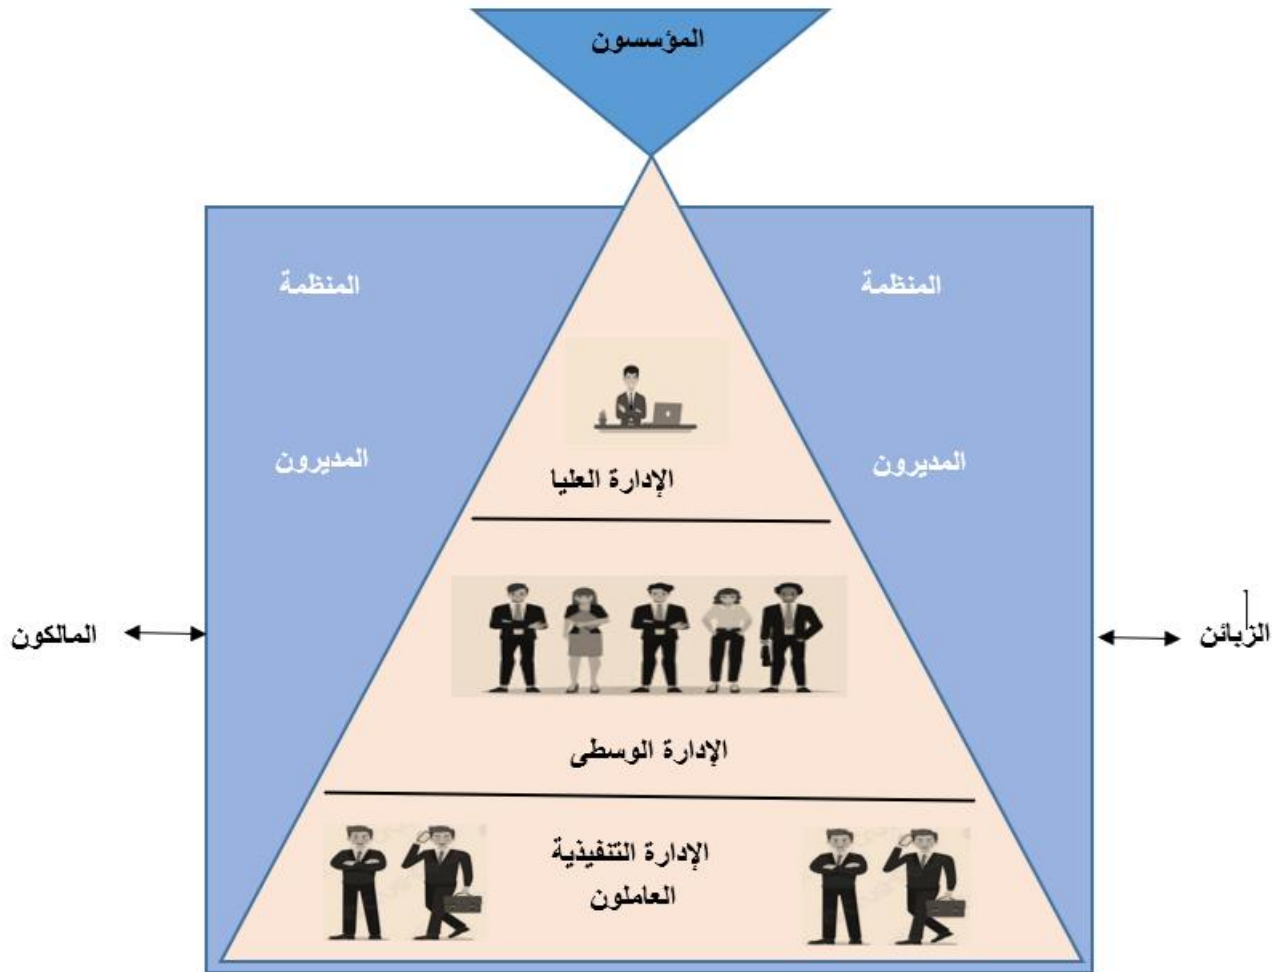 المؤسسون
المنظمة
المنظمة
الإدارة العليا
المديرون
المديرون
الزبائن
المالكون
الإدارة الوسطى
الإدارة التنفيذية
العاملون